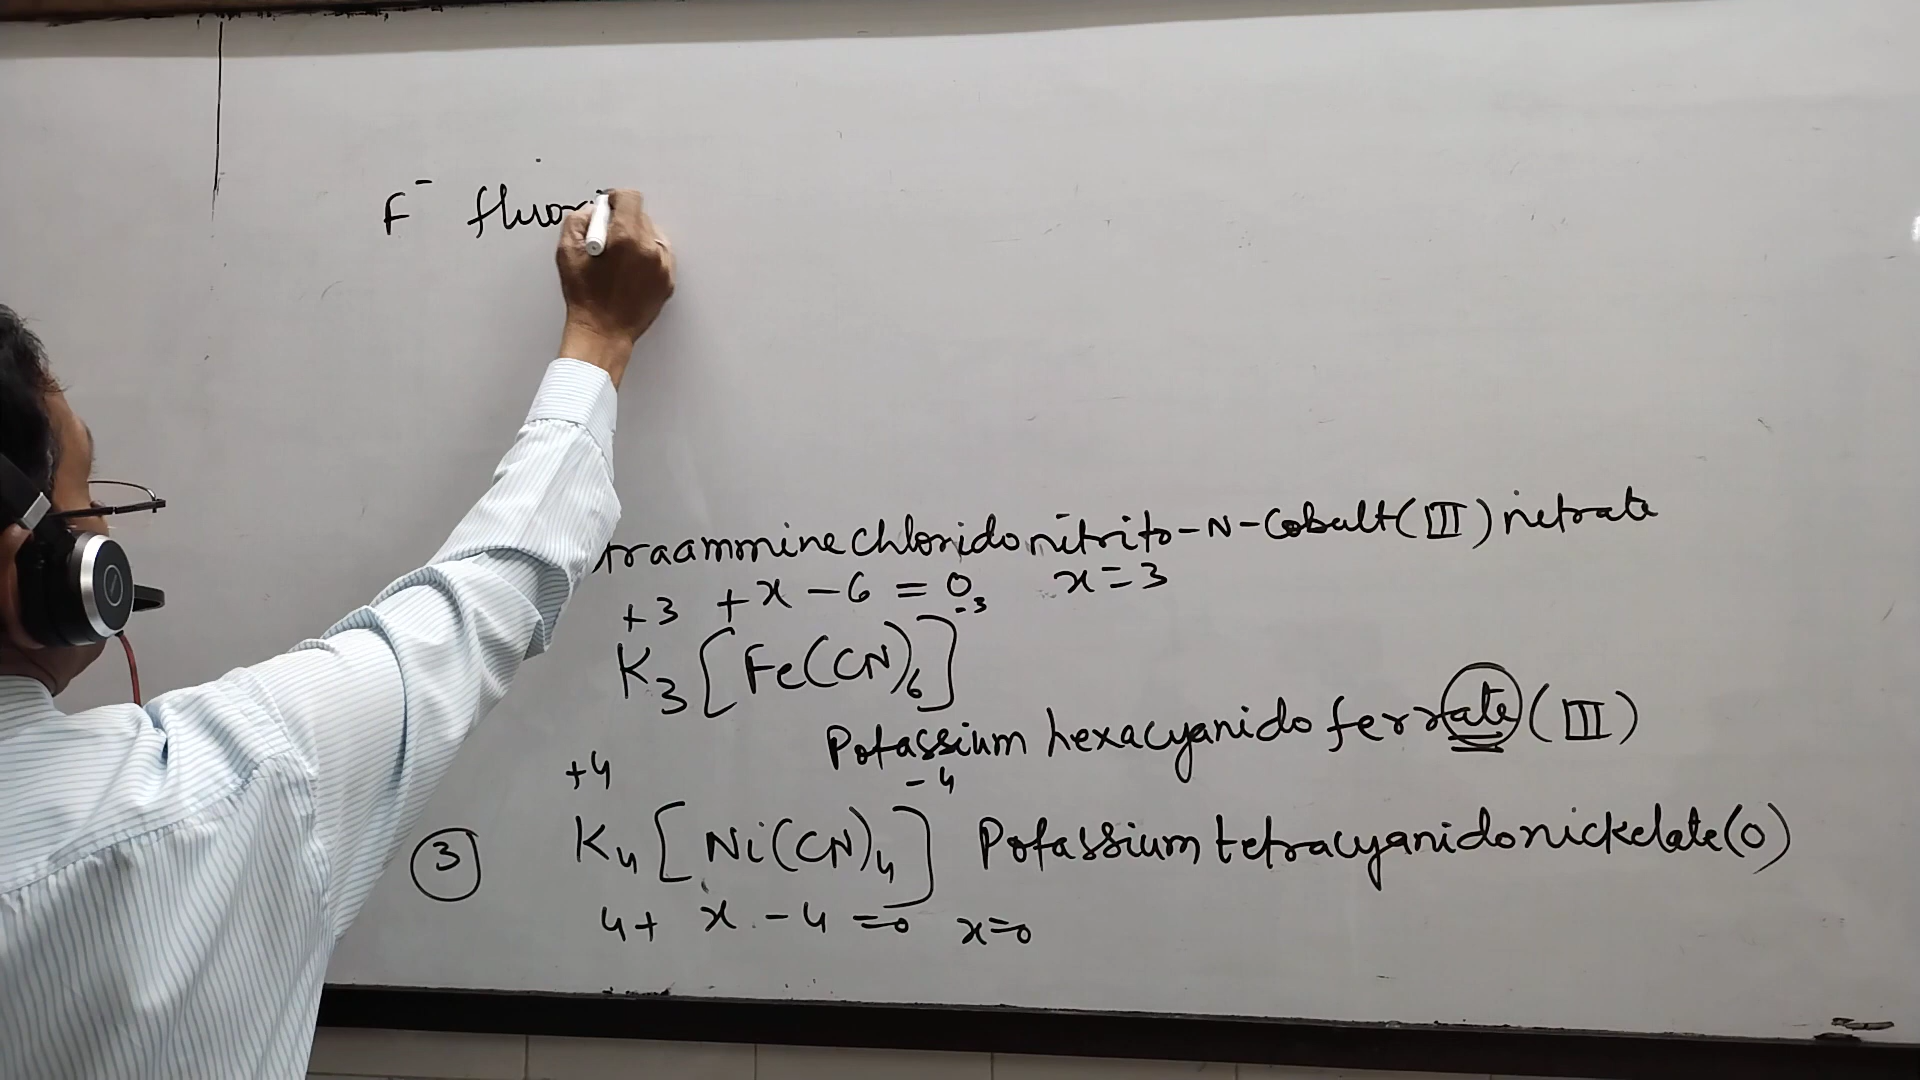 F⁻ fluori
traammine chlorido nitrito-N-Cobalt(III) nitrate
+3 +x - 6 = 0 x = 3
K₃[Fe(CN)₆]⁻³
Potassium hexacyanido ferrate (III)
+4 -4
③ K₄[Ni(CN)₄] Potassium tetracyanidonickelate(0)
4+ x - 4 = 0 x=0